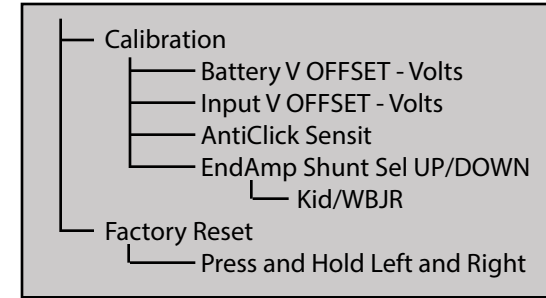 Calibration
Battery V OFFSET - Volts
Input V OFFSET - Volts
AntiClick Sensit
EndAmp Shunt Sel UP/DOWN
Kid/WBJR
Factory Reset
Press and Hold Left and Right